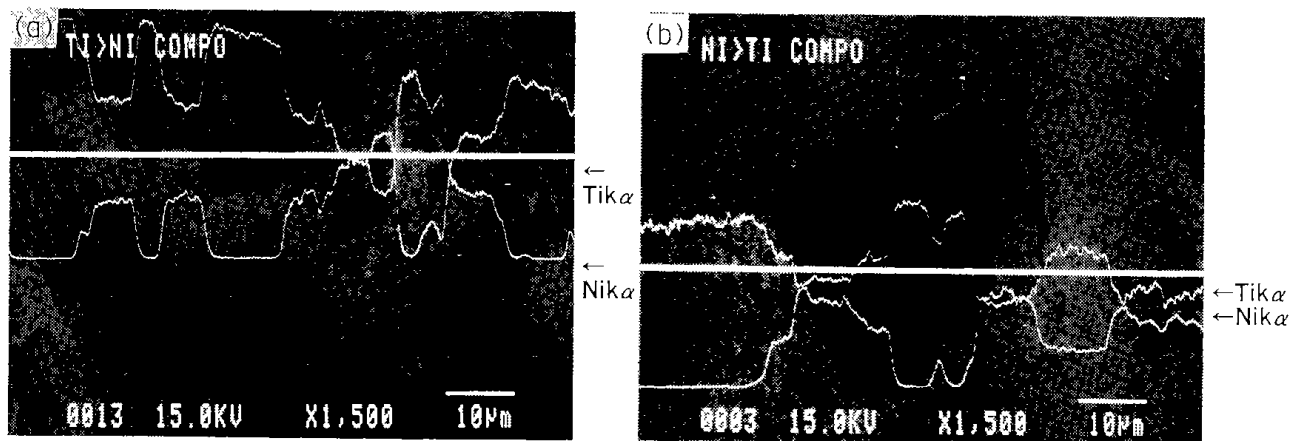 (a)
TI>NI COMPO
←
Tikα
←
Nikα
0013 15.0KV X1,500 10μm
(b)
NI>TI COMPO
←Tikα
←Nikα
0003 15.0KV X1,500 10μm